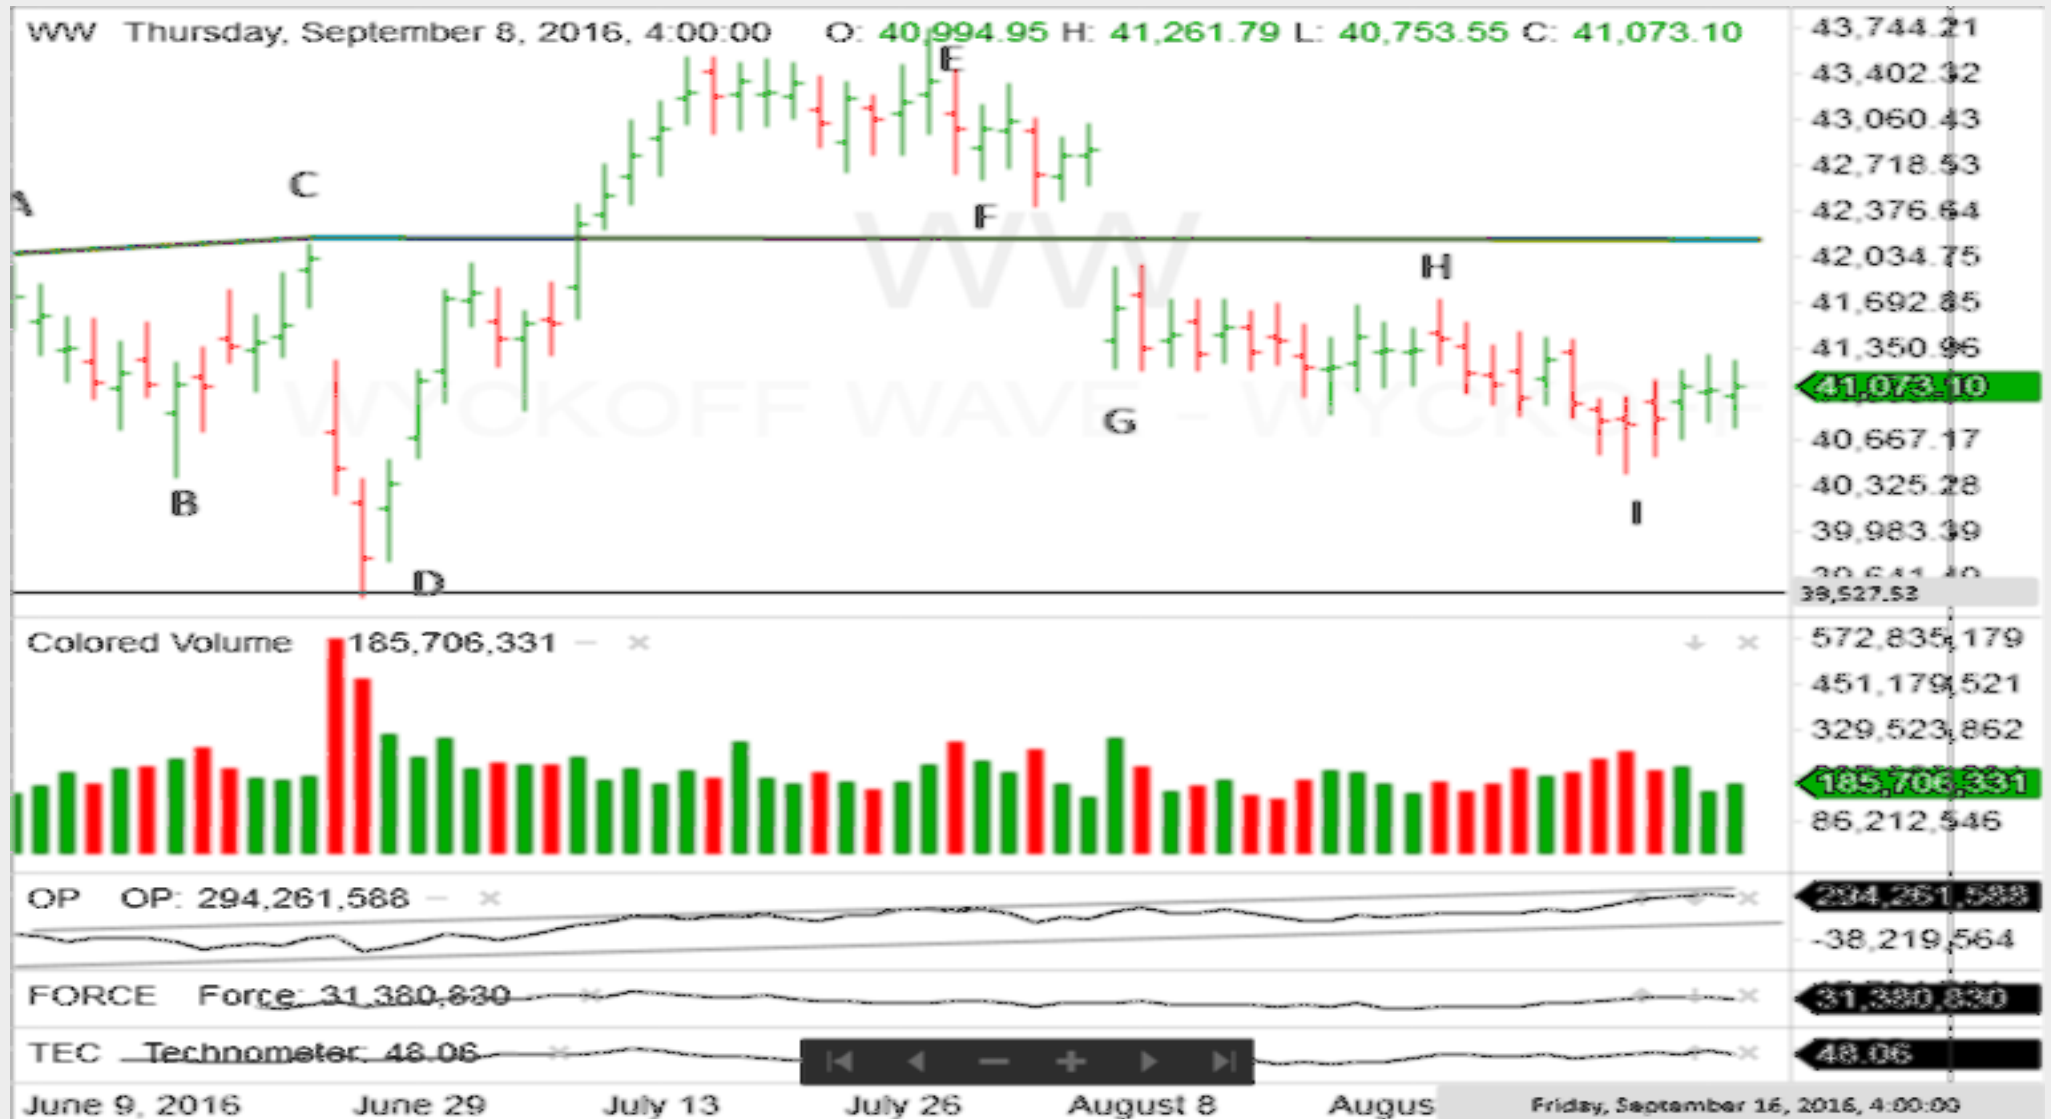 WW Thursday, September 8, 2016, 4:00:00 O: 40,994.95 H: 41,261.79 L: 40,753.55 C: 41,073.10
43,744.21
E
43,402.32
43,060.43
42,718.53
C
A
42,376.64
F
WW
42,034.75
H
41,692.85
41,350.96
41,073.10
WYCKOFF WAVE - WYCKOFF
G
40,667.17
40,325.28
B
I
39,983.39
39,641.49
D
39,527.53
Colored Volume 185,706,331
572,835,179
451,179,521
329,523,862
185,706,331
86,212,546
OP OP: 294,261,588
294,261,588
-38,219,564
FORCE Force: 31,380,830
31,380,830
TEC Technometer: 48.06
48.06
June 9, 2016 June 29 July 13 July 26 August 8 Augus Friday, September 16, 2016, 4:00:00